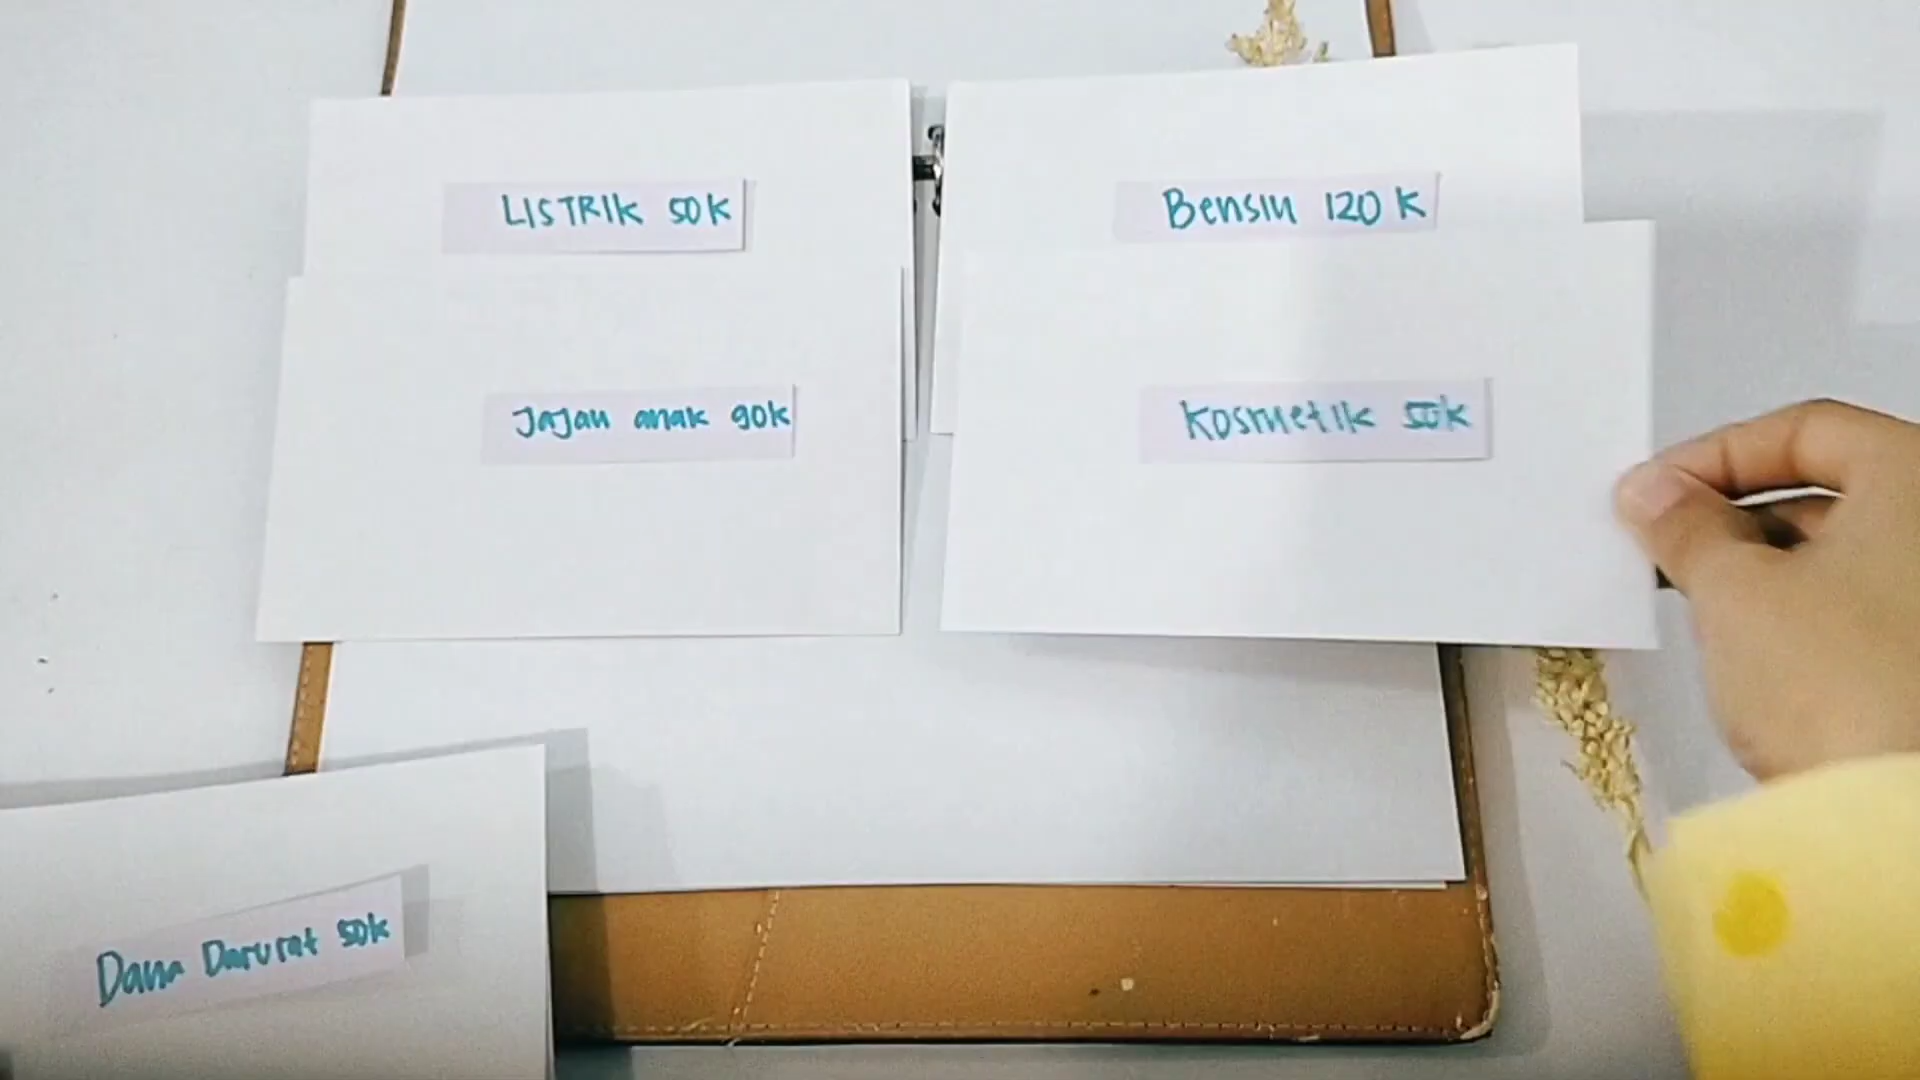 LISTRIK 50K
Bensin 120 K
Jajan anak 90k
Kosmetik 50k
Dana Darurat 50k